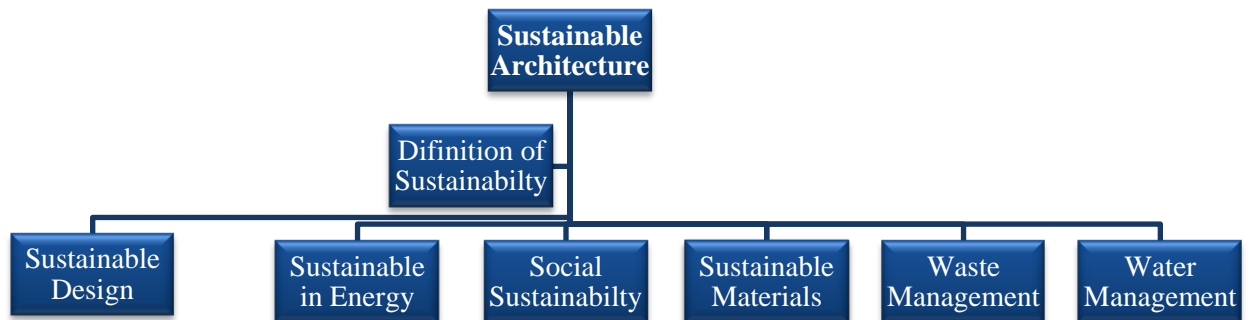 Sustainable
Architecture
Difinition of
Sustainabilty
Sustainable
Design
Sustainable
in Energy
Social
Sustainabilty
Sustainable
Materials
Waste
Management
Water
Management